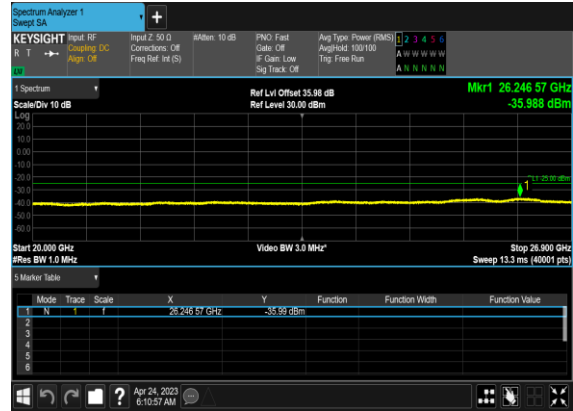 Spectrum Analyzer 1
Swept SA
+
KEYSIGHT Input: RF Input Z: 50 Ω #Atten: 10 dB PNO: Fast Avg Type: Power (RMS) 1 2 3 4 5 6
R T Coupling: DC Corrections: Off Gate: Off Avg|Hold: 100/100 A W W W W W
Align: Off Freq Ref: Int (S) IF Gain: Low Trig: Free Run
Sig Track: Off A N N N N N
1 Spectrum Ref Lvl Offset 35.98 dB Mkr1 26.246 57 GHz
Scale/Div 10 dB Ref Level 30.00 dBm -35.988 dBm
Log
20.0
10.0
0.00
-10.0
-20.0 DL1 -25.00 dBm
-30.0 1
-40.0
-50.0
-60.0
Start 20.000 GHz Video BW 3.0 MHz* Stop 26.900 GHz
#Res BW 1.0 MHz Sweep 13.3 ms (40001 pts)
5 Marker Table
Mode Trace Scale X Y Function Function Width Function Value
1 N 1 f 26.246 57 GHz -35.99 dBm
2
3
4
5
6
? Apr 24, 2023
6:10:57 AM